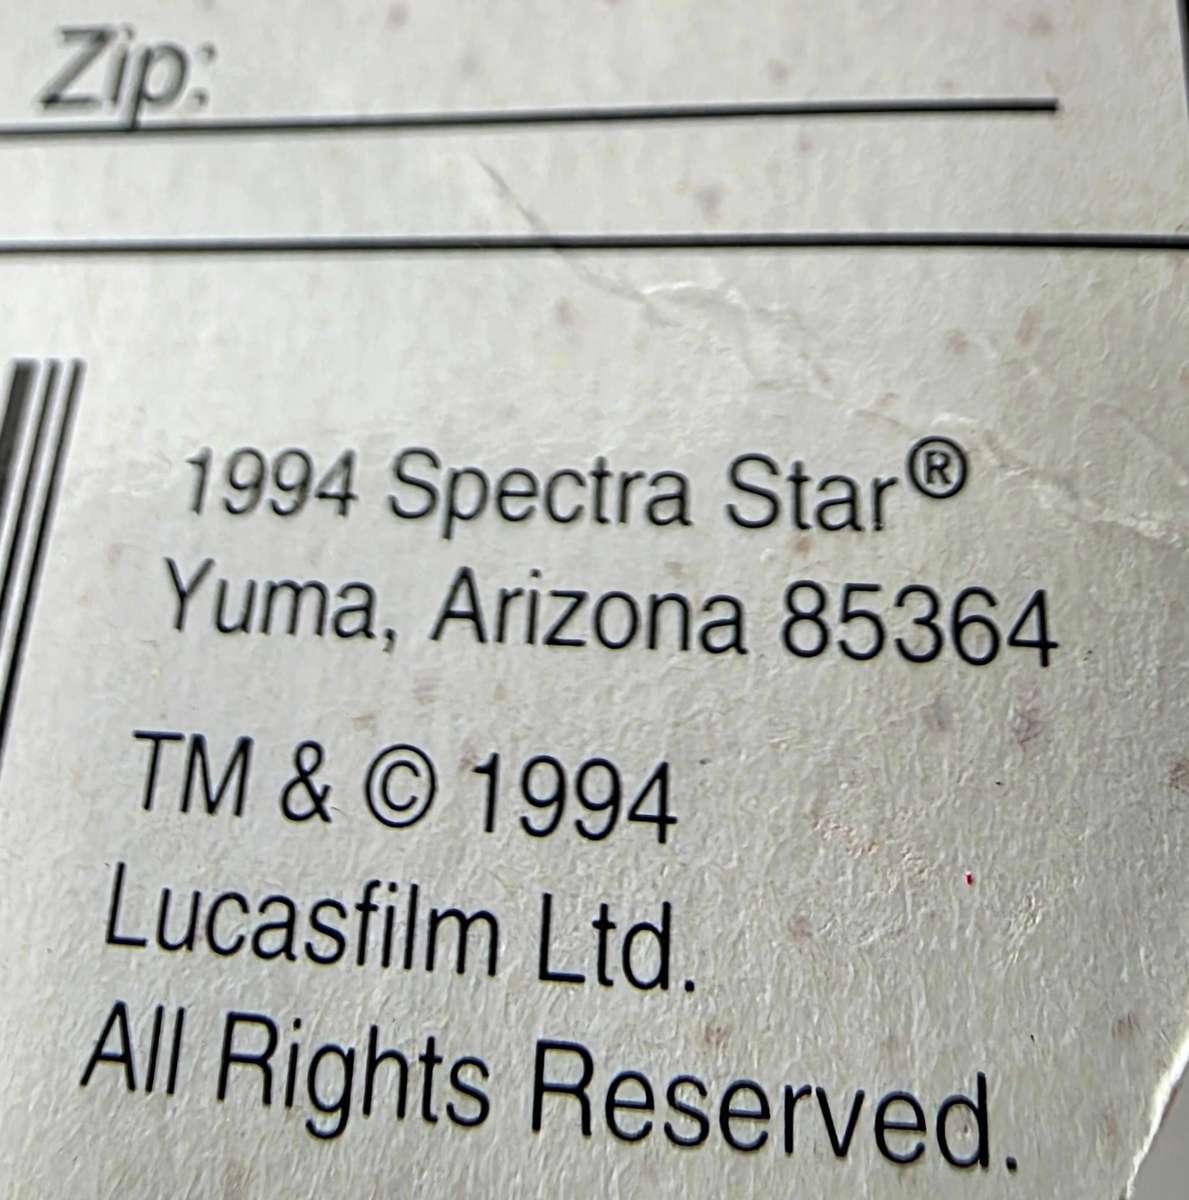 Zip:
1994 Spectra Star®
Yuma, Arizona 85364
TM & © 1994
Lucasfilm Ltd.
All Rights Reserved.